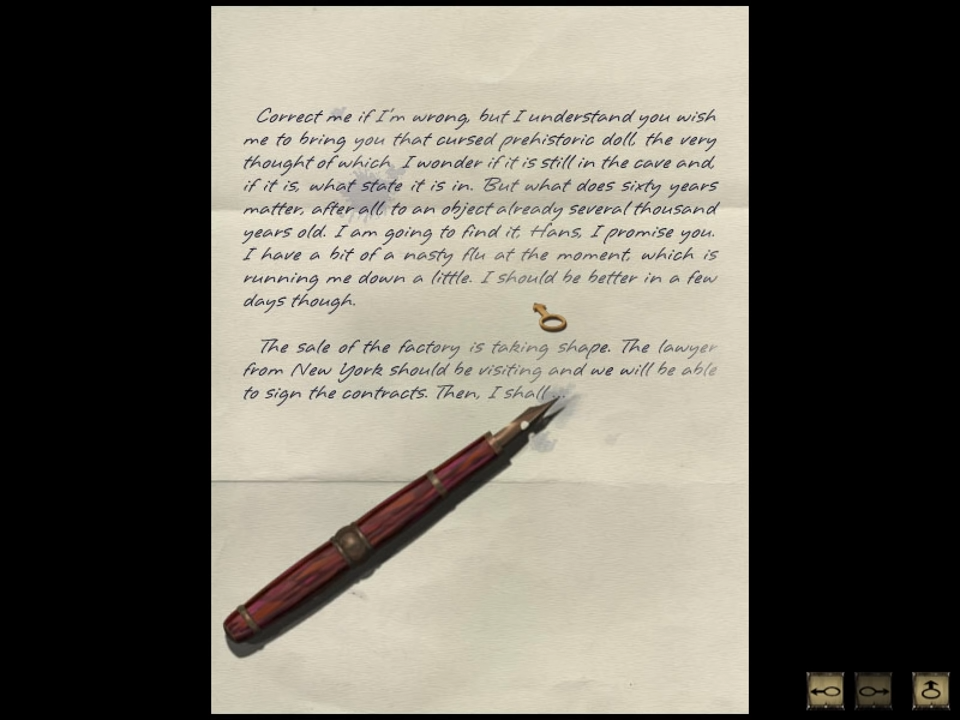 Correct me if I'm wrong, but I understand you wish
me to bring you that cursed prehistoric doll, the very
thought of which. I wonder if it is still in the cave and,
if it is, what state it is in. But what does sixty years
matter, after all, to an object already several thousand
years old. I am going to find it, Hans, I promise you.
I have a bit of a nasty flu at the moment, which is
running me down a little. I should be better in a few
days though.
The sale of the factory is taking shape. The lawyer
from New York should be visiting and we will be able
to sign the contracts. Then, I shall ...